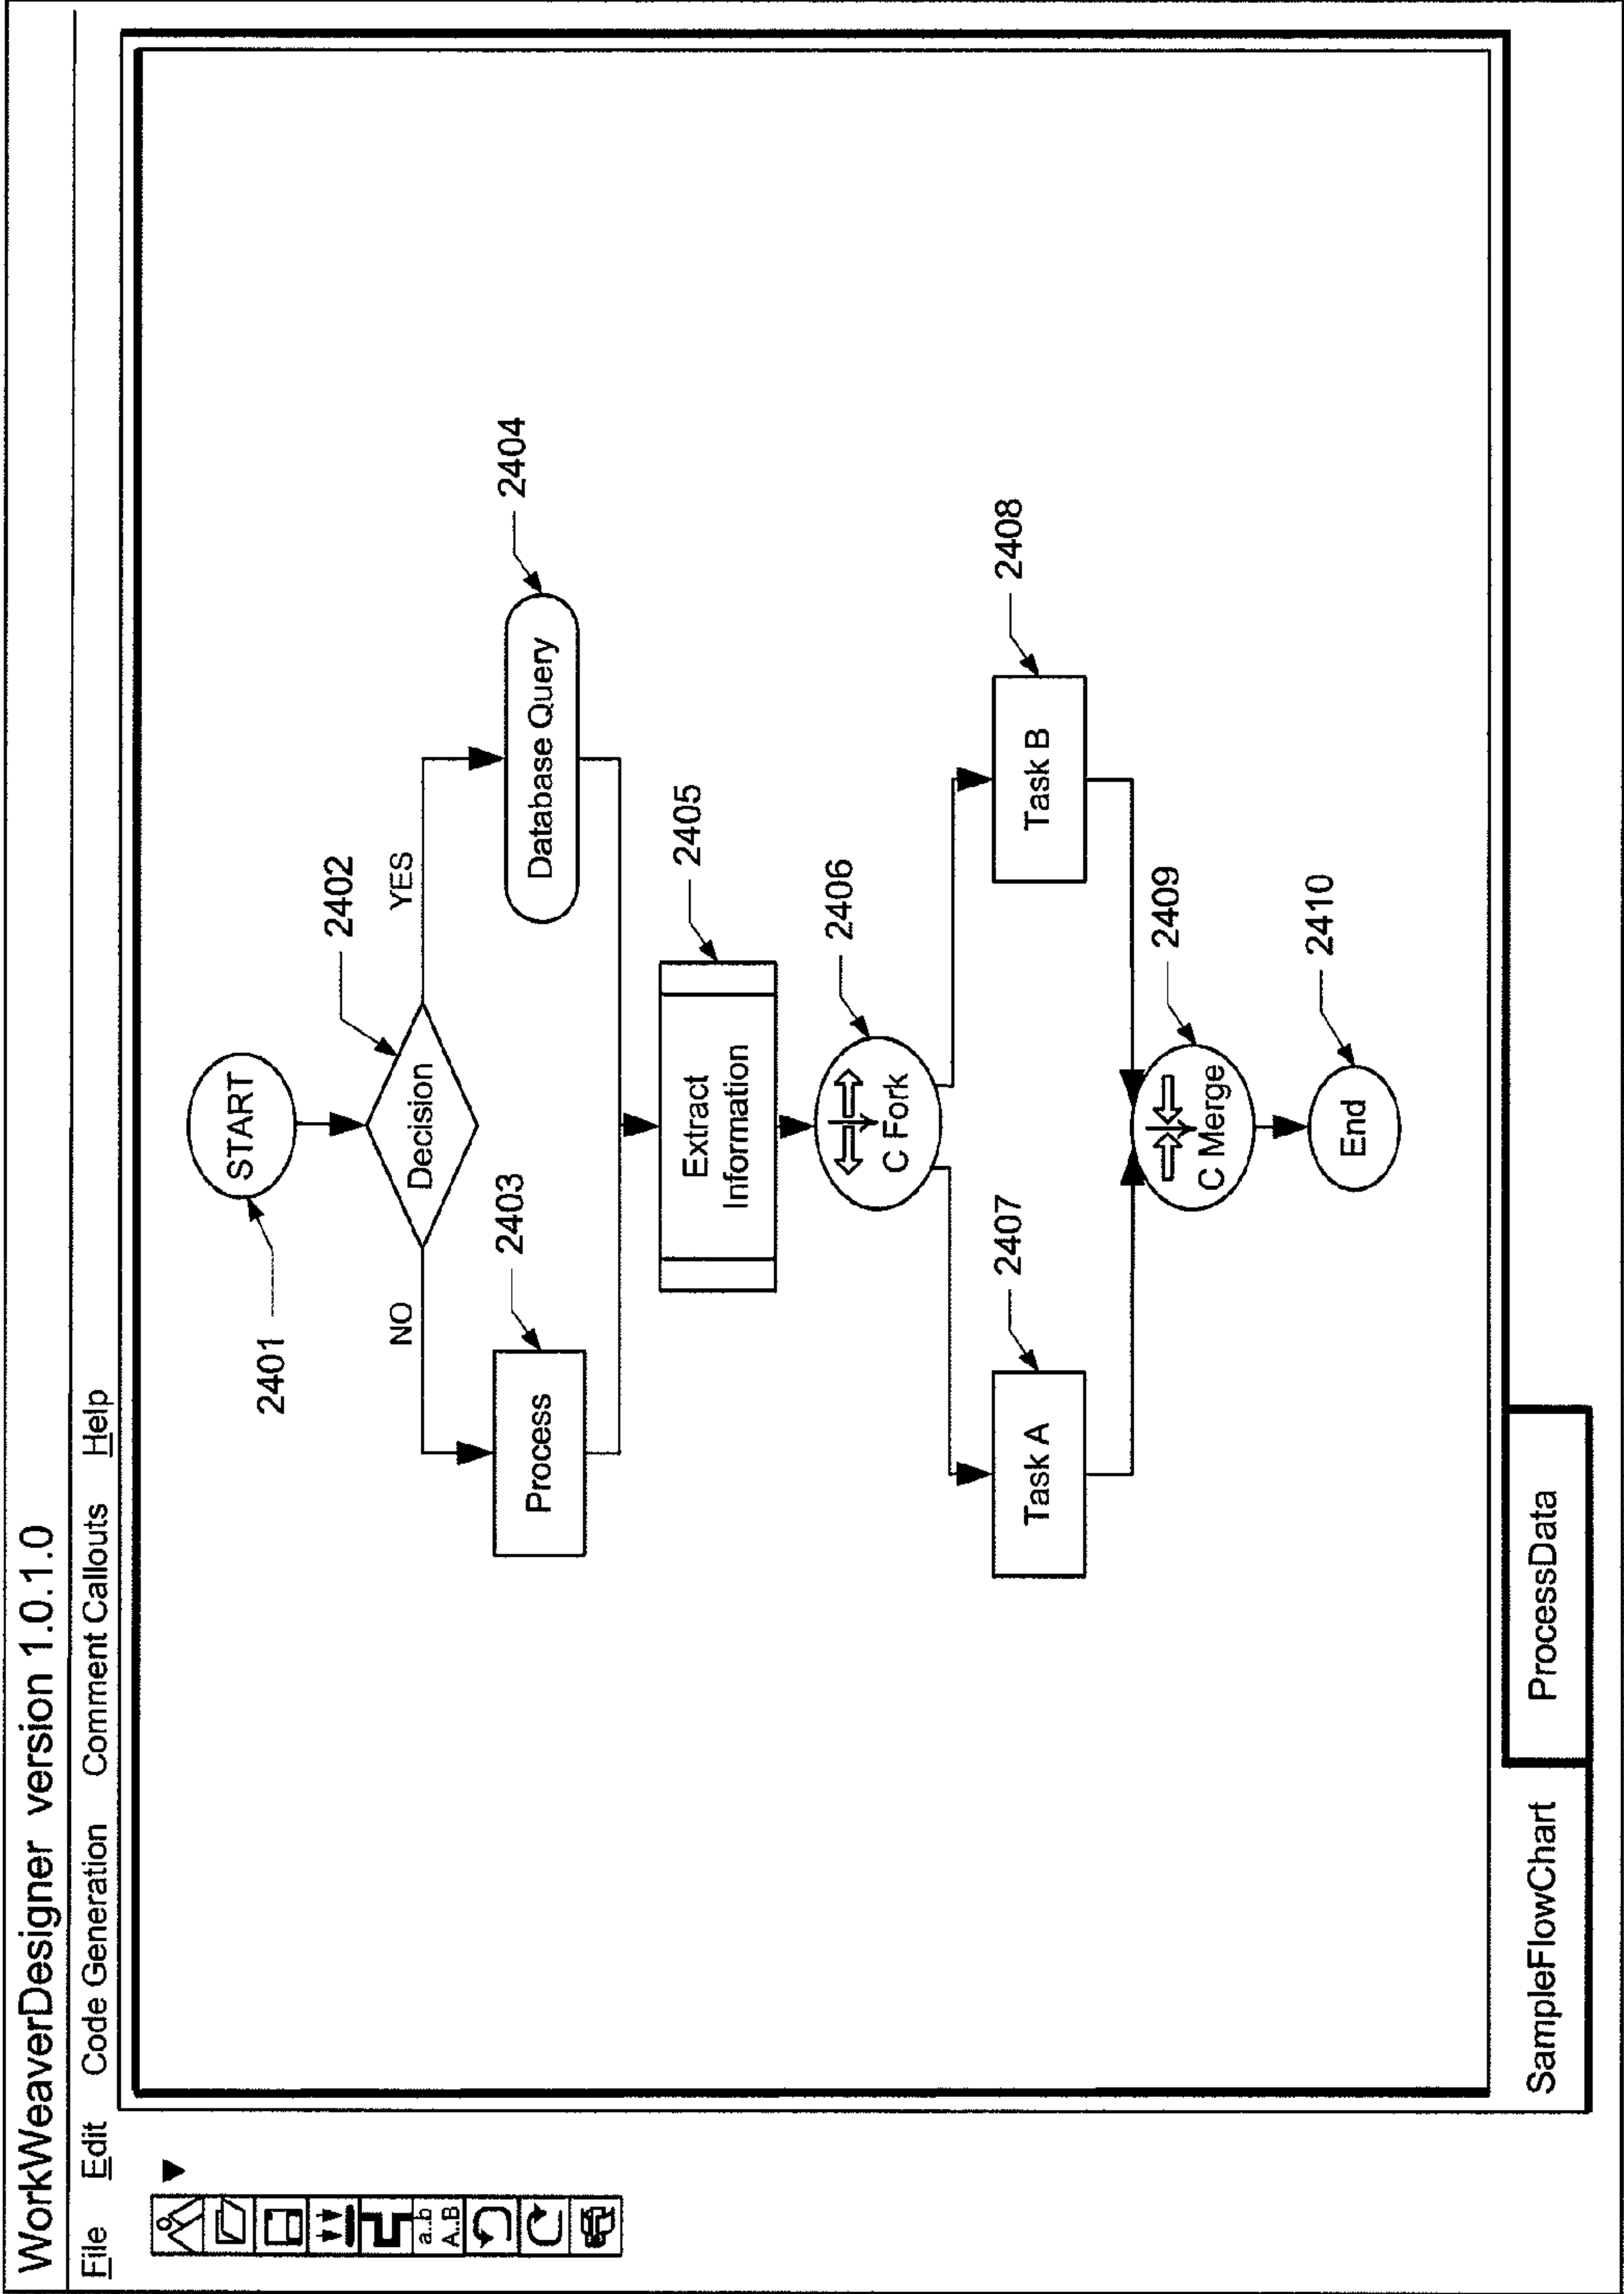 WorkWeaverDesigner version 1.0.1.0
File Edit Code Generation Comment Callouts Help
a..b
A..B
START
2401
Decision
2402
NO
YES
Process
2403
Database Query
2404
Extract
Information
2405
C Fork
2406
Task A
2407
Task B
2408
C Merge
2409
End
2410
SampleFlowChart
ProcessData